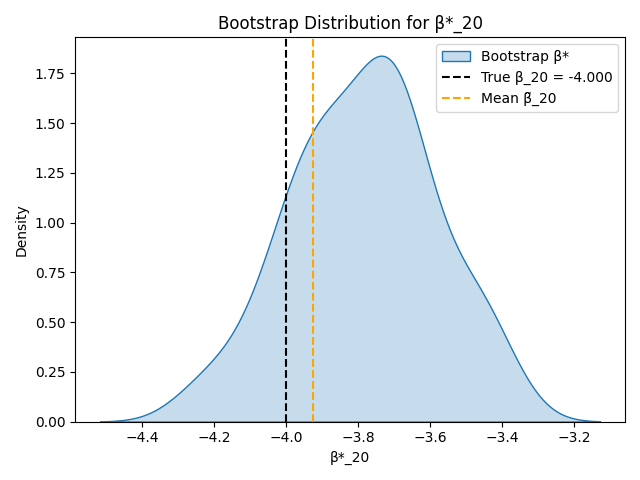 Bootstrap Distribution for β*_20
Bootstrap β*
True β_20 = -4.000
Mean β̂_20
Density
1.75
1.50
1.25
1.00
0.75
0.50
0.25
0.00
−4.4 −4.2 −4.0 −3.8 −3.6 −3.4 −3.2
β*_20